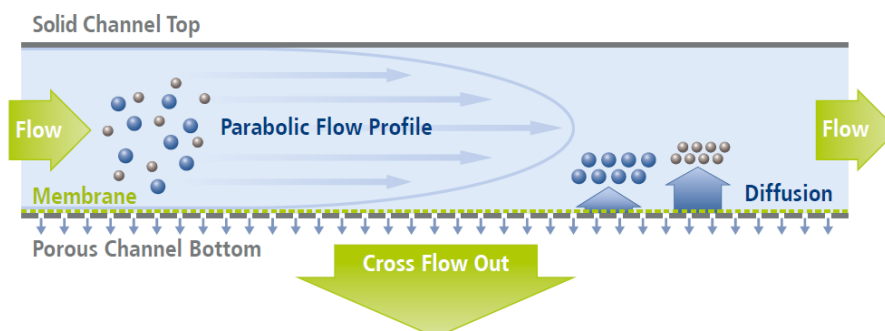 Solid Channel Top
Flow
Parabolic Flow Profile
Flow
Membrane
Diffusion
Porous Channel Bottom
Cross Flow Out